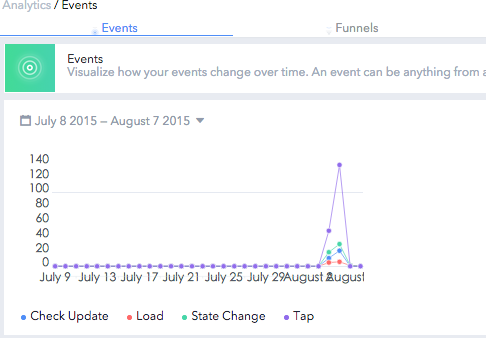 Analytics / Events
Events
Funnels
Events
Visualize how your events change over time. An event can be anything from a
July 8 2015 – August 7 2015
140
120
100
80
60
40
20
0
July 9 July 13 July 17 July 21 July 25 July 29 August 2 August
Check Update Load State Change Tap